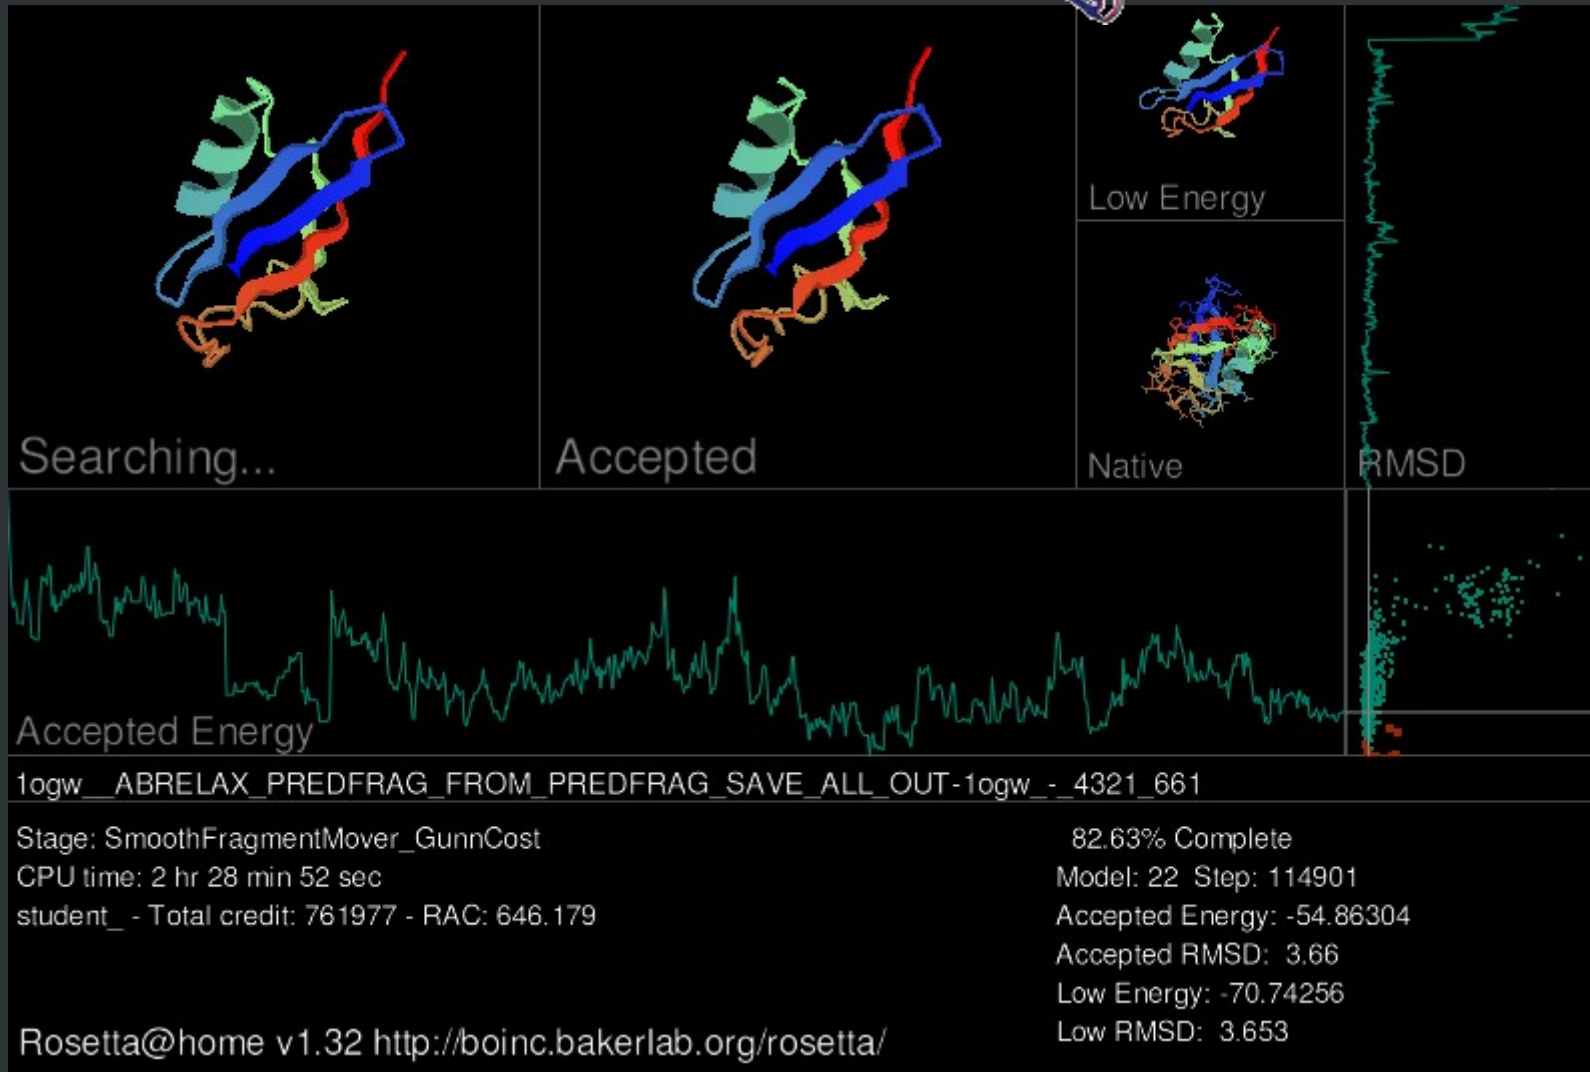 Searching...
Accepted
Low Energy
Native
RMSD
Accepted Energy
1ogw__ABRELAX_PREDFRAG_FROM_PREDFRAG_SAVE_ALL_OUT-1ogw_-_4321_661
Stage: SmoothFragmentMover_GunnCost
CPU time: 2 hr 28 min 52 sec
student_ - Total credit: 761977 - RAC: 646.179
Rosetta@home v1.32 http://boinc.bakerlab.org/rosetta/
82.63% Complete
Model: 22 Step: 114901
Accepted Energy: -54.86304
Accepted RMSD: 3.66
Low Energy: -70.74256
Low RMSD: 3.653